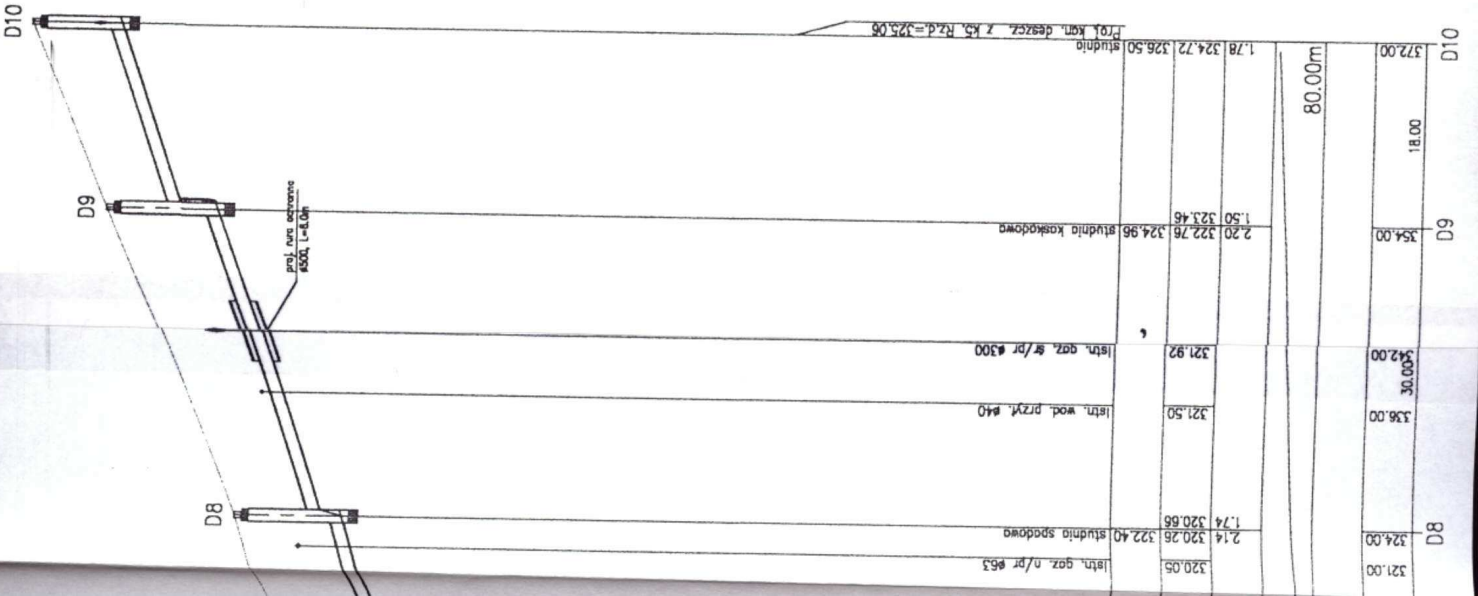 D10
D9
D8
proj. rura ochronna
ø500, L=6.0m
Proj. kan. deszcz. z k5. Rz.d.=325.06
studnia
326.50
324.72
1.78
80.00m
372.00
D10
18.00
1.50 323.46
studnia kaskadowa
324.96
322.76
2.20
354.00
D9
Istn. gaz. śr/pr ø300
321.92
342.00
30.00
Istn. wod. przył. ø40
321.50
336.00
1.74 320.66
studnia spadowa
322.40
320.26
2.14
324.00
D8
Istn. gaz n/pr ø63
320.05
321.00